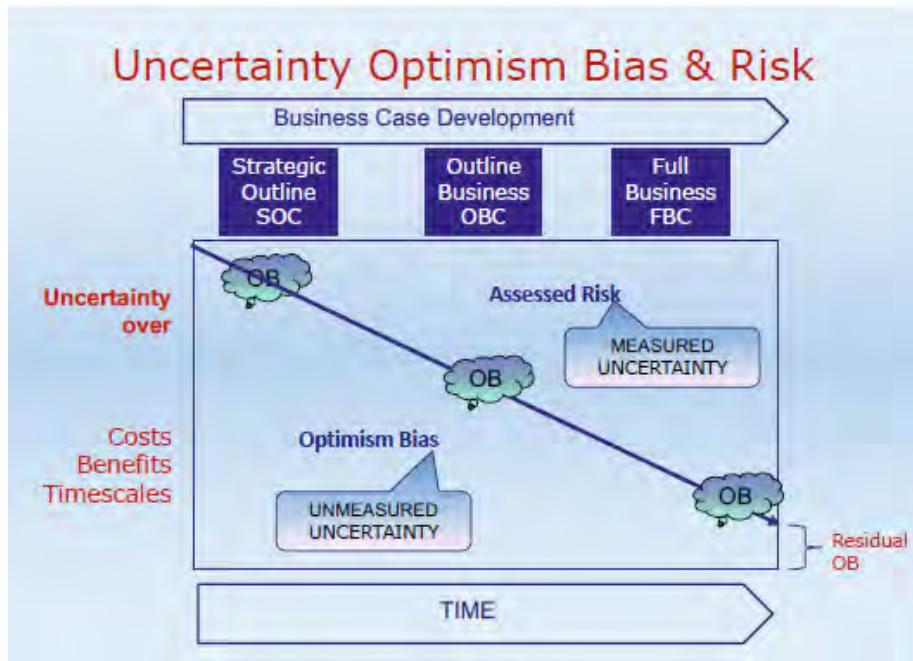 Uncertainty Optimism Bias & Risk
Business Case Development
Strategic
Outline
SOC
Outline
Business
OBC
Full
Business
FBC
OB
Uncertainty
over
Assessed Risk
MEASURED
UNCERTAINTY
OB
Costs
Benefits
Timescales
Optimism Bias
UNMEASURED
UNCERTAINTY
OB
Residual
OB
TIME